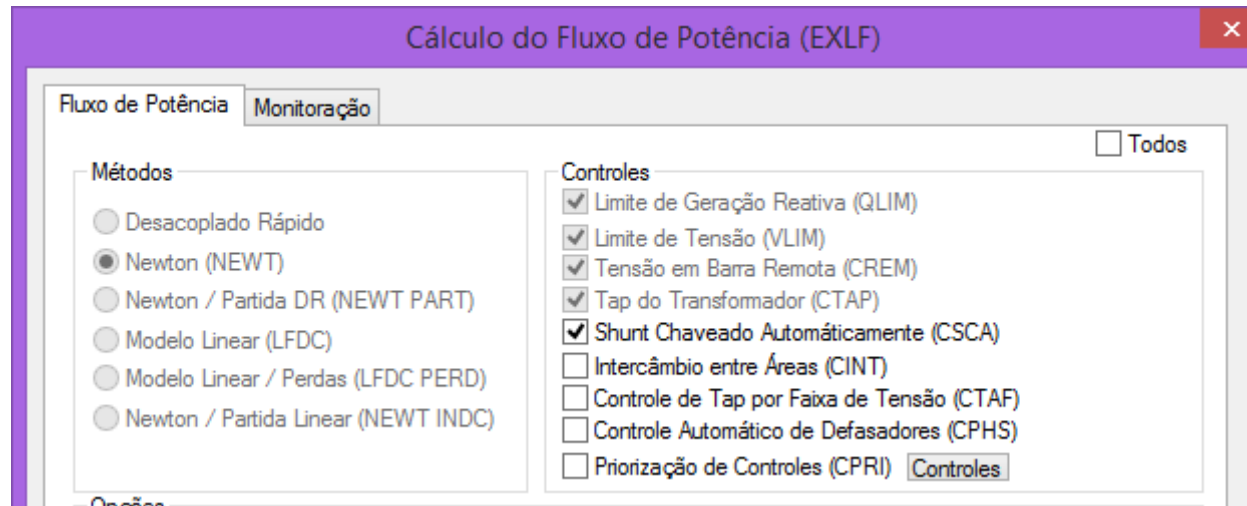 Cálculo do Fluxo de Potência (EXLF)
Fluxo de Potência
Monitoração
Todos
Métodos
Desacoplado Rápido
Newton (NEWT)
Newton / Partida DR (NEWT PART)
Modelo Linear (LFDC)
Modelo Linear / Perdas (LFDC PERD)
Newton / Partida Linear (NEWT INDC)
Controles
Limite de Geração Reativa (QLIM)
Limite de Tensão (VLIM)
Tensão em Barra Remota (CREM)
Tap do Transformador (CTAP)
Shunt Chaveado Automáticamente (CSCA)
Intercâmbio entre Áreas (CINT)
Controle de Tap por Faixa de Tensão (CTAF)
Controle Automático de Defasadores (CPHS)
Priorização de Controles (CPRI) Controles